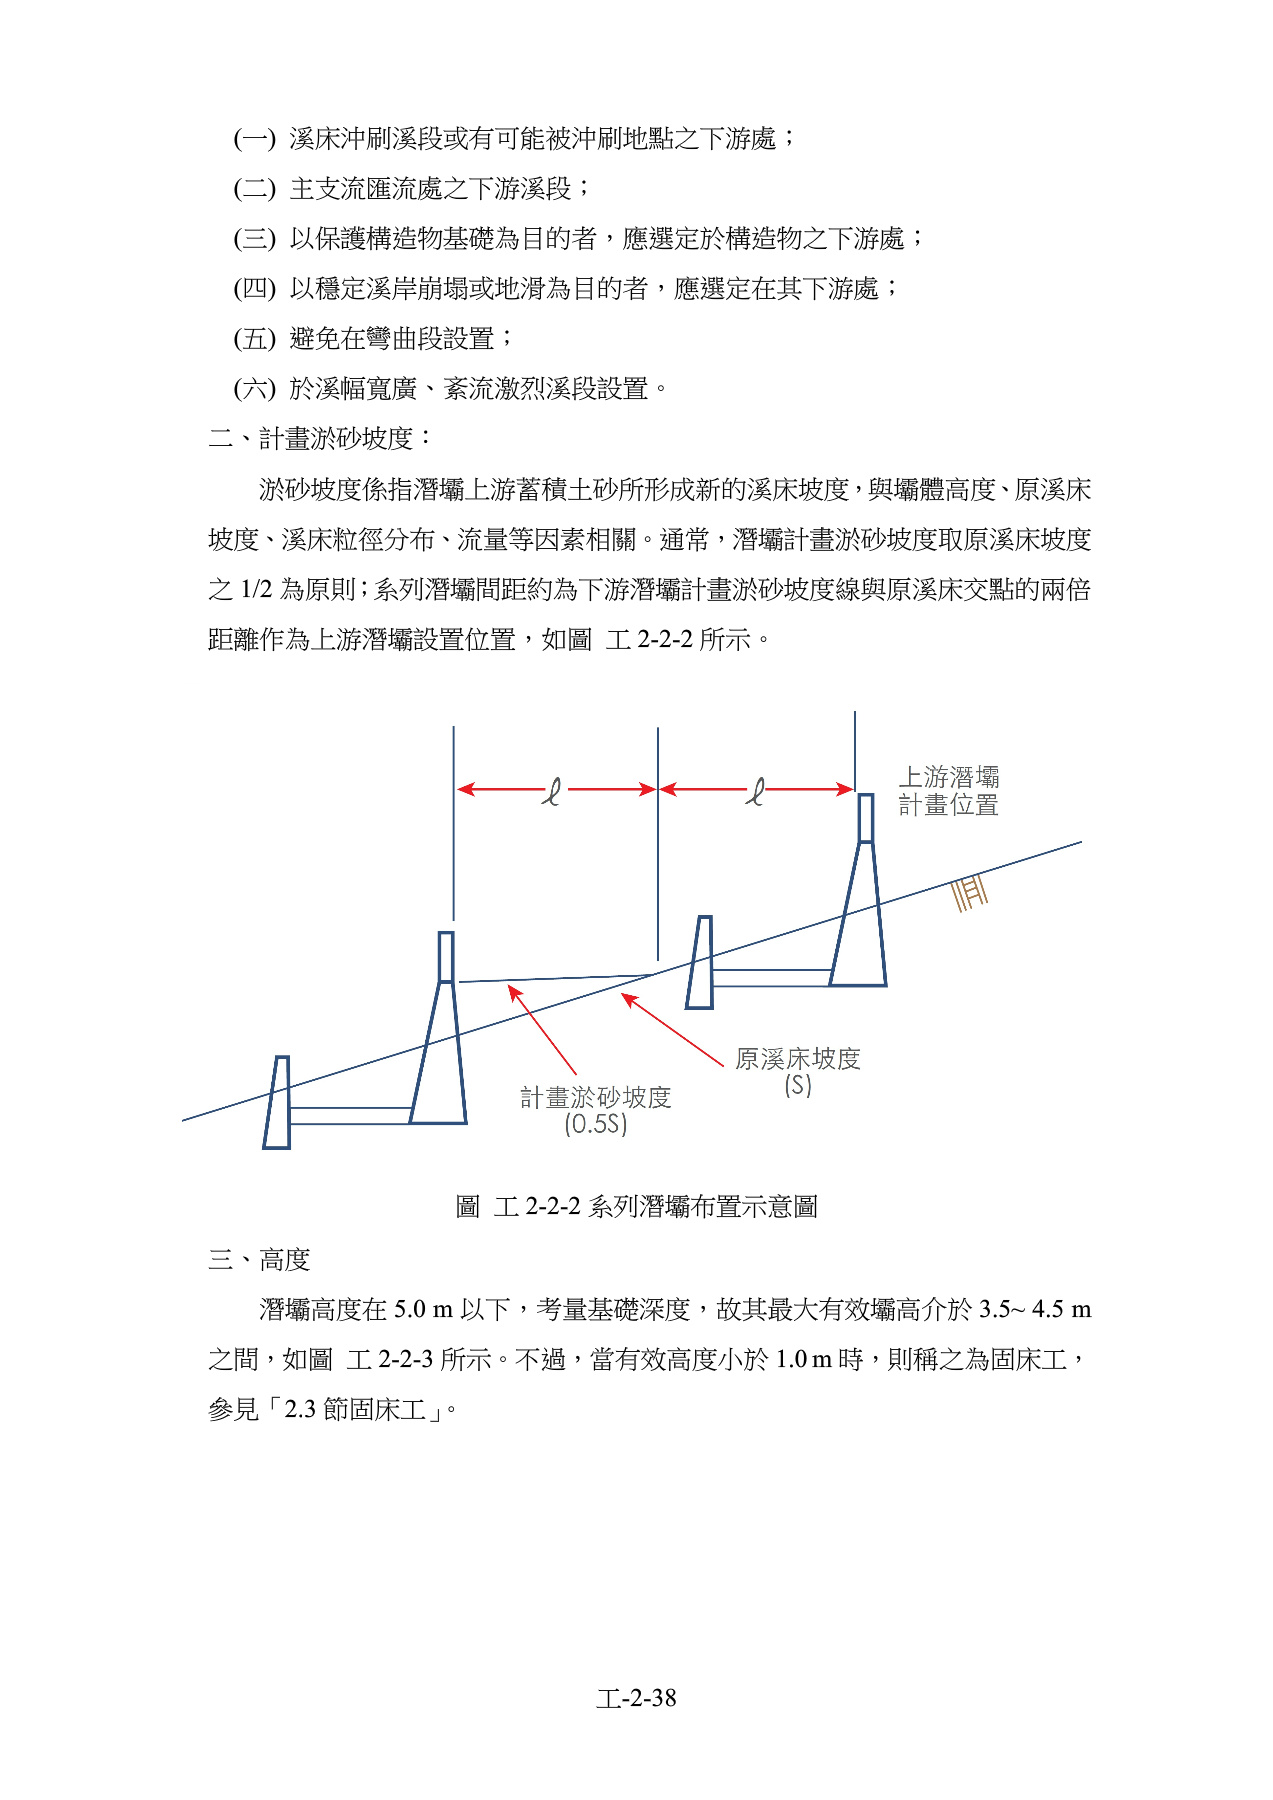 (一) 溪床沖刷溪段或有可能被沖刷地點之下游處；
(二) 主支流匯流處之下游溪段；
(三) 以保護構造物基礎為目的者，應選定於構造物之下游處；
(四) 以穩定溪岸崩塌或地滑為目的者，應選定在其下游處；
(五) 避免在彎曲段設置；
(六) 於溪幅寬廣、紊流激烈溪段設置。
二、計畫淤砂坡度：
淤砂坡度係指潛壩上游蓄積土砂所形成新的溪床坡度，與壩體高度、原溪床
坡度、溪床粒徑分布、流量等因素相關。通常，潛壩計畫淤砂坡度取原溪床坡度
之 1/2 為原則；系列潛壩間距約為下游潛壩計畫淤砂坡度線與原溪床交點的兩倍
距離作為上游潛壩設置位置，如圖 工 2-2-2 所示。
ℓ
ℓ
上游潛壩
計畫位置
原溪床坡度
(S)
計畫淤砂坡度
(0.5S)
圖 工 2-2-2 系列潛壩布置示意圖
三、高度
潛壩高度在 5.0 m 以下，考量基礎深度，故其最大有效壩高介於 3.5~ 4.5 m
之間，如圖 工 2-2-3 所示。不過，當有效高度小於 1.0 m 時，則稱之為固床工，
參見「2.3 節固床工」。
工-2-38